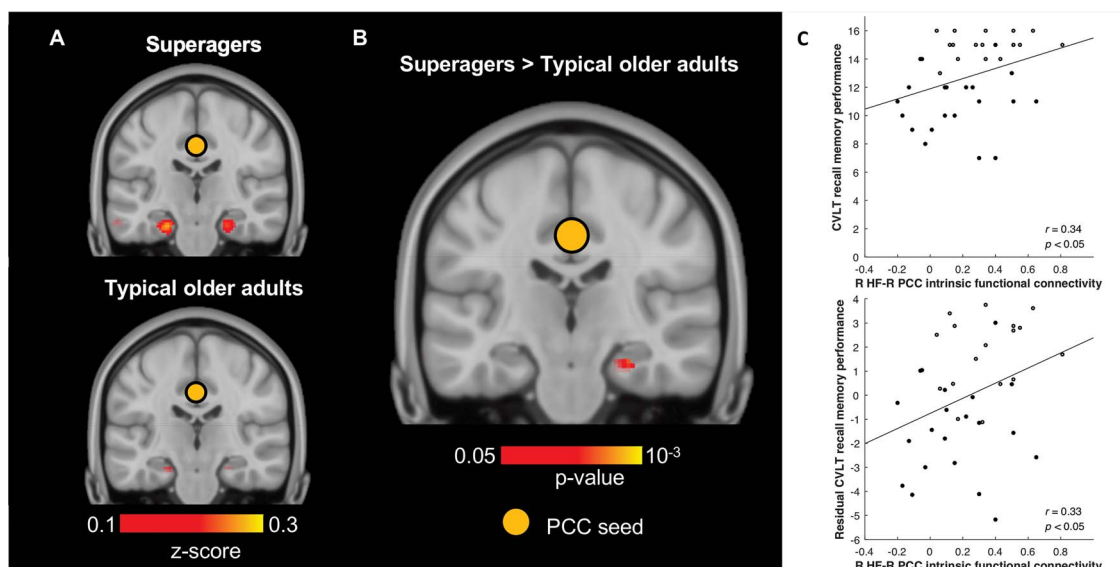 A
Superagers
Typical older adults
0.1 0.3
z-score
B
Superagers > Typical older adults
0.05 10-3
p-value
PCC seed
C
CVLT recall memory performance
16
14
12
10
8
6
4
2
0
-0.4 -0.2 0 0.2 0.4 0.6 0.8
r = 0.34
p < 0.05
R HF-R PCC intrinsic functional connectivity
Residual CVLT recall memory performance
4
3
2
1
0
-1
-2
-3
-4
-5
-6
-0.4 -0.2 0 0.2 0.4 0.6 0.8
r = 0.33
p < 0.05
R HF-R PCC intrinsic functional connectivity